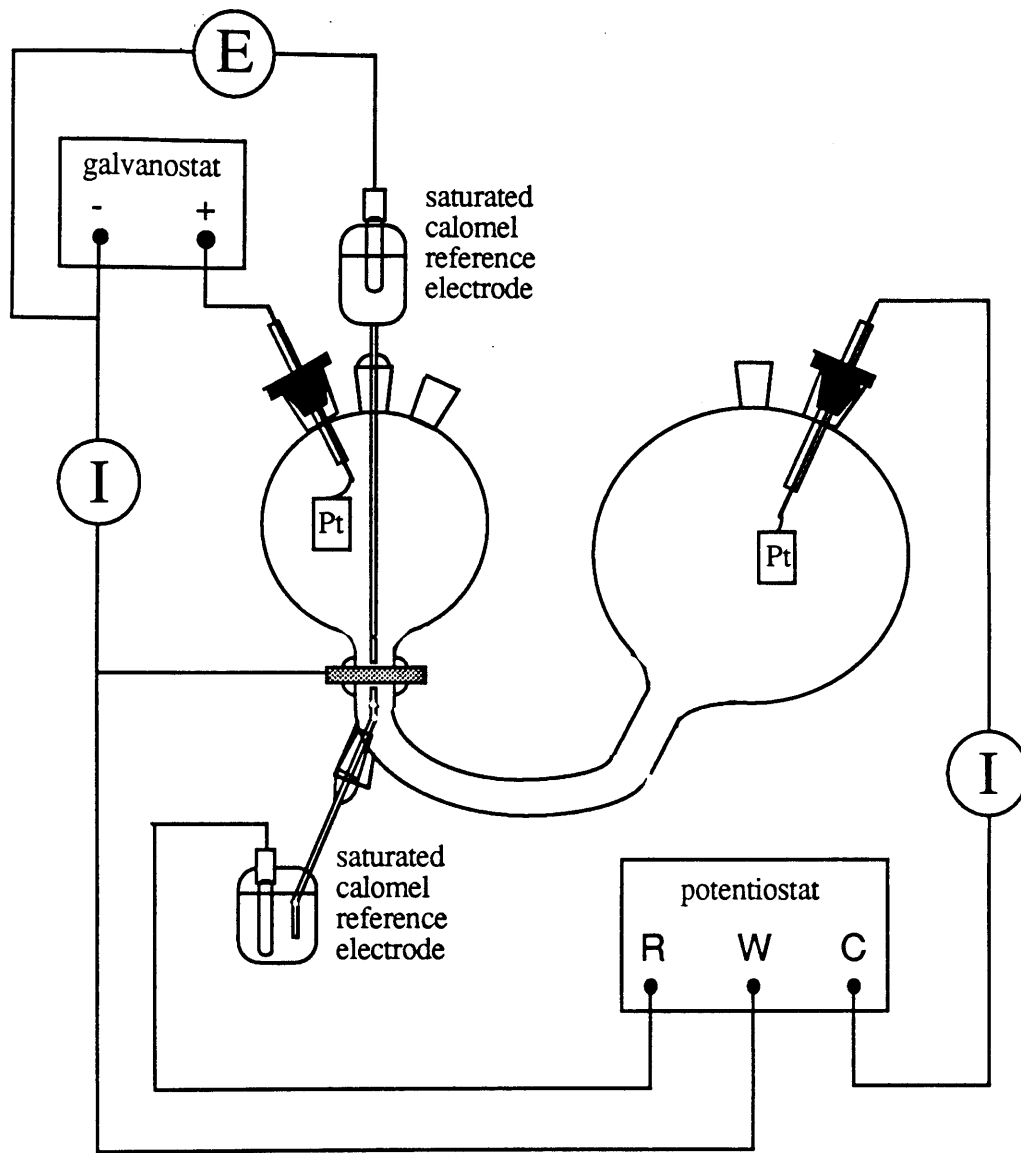 E
galvanostat
- +
saturated
calomel
reference
electrode
I
Pt
Pt
I
saturated
calomel
reference
electrode
potentiostat
R W C